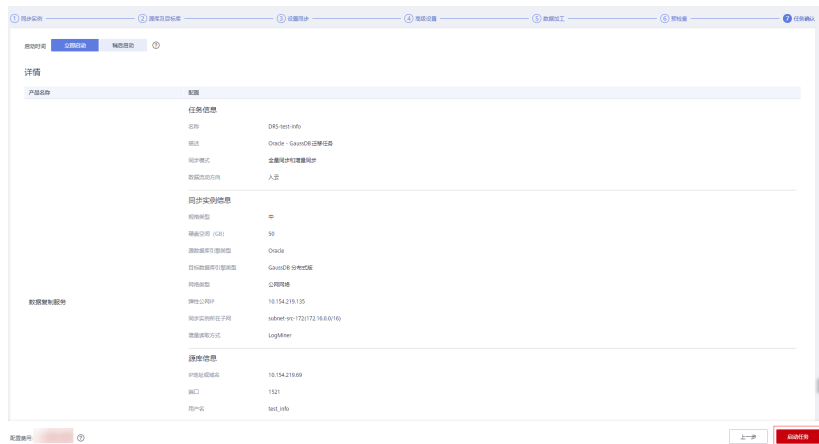 1 同步实例
2 源库及目标库
3 设置同步
4 高级设置
5 数据加工
6 预检查
7 任务确认
启动时间 立即启动 稍后启动
详情
产品名称 配置
任务信息
名称 DRS-test-info
描述 Oracle - GaussDB迁移任务
同步模式 全量同步和增量同步
数据流动方向 入云
同步实例信息
规格类型 中
磁盘空间（GB） 50
源数据库引擎类型 Oracle
目标数据库引擎类型 GaussDB 分布式版
网络类型 公网网络
数据复制服务
弹性公网IP 10.154.219.135
同步实例所在子网 subnet-src-172(172.16.0.0/16)
增量读取方式 LogMiner
源库信息
IP地址或域名 10.154.219.69
端口 1521
用户名 test_info
配置费用
上一步 启动任务